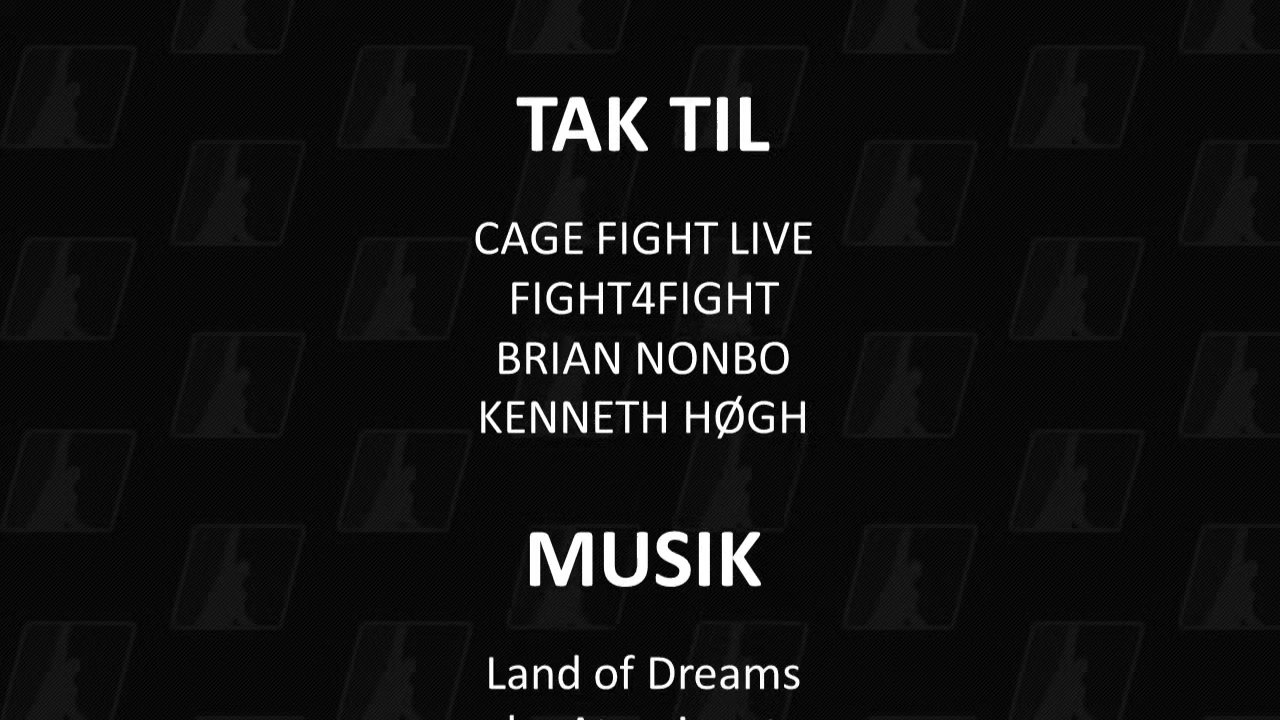 TAK TIL
CAGE FIGHT LIVE
FIGHT4FIGHT
BRIAN NONBO
KENNETH HØGH
MUSIK
Land of Dreams